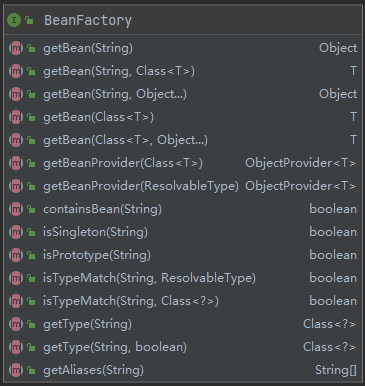 I BeanFactory
m getBean(String) Object
m getBean(String, Class<T>) T
m getBean(String, Object...) Object
m getBean(Class<T>) T
m getBean(Class<T>, Object...) T
m getBeanProvider(Class<T>) ObjectProvider<T>
m getBeanProvider(ResolvableType) ObjectProvider<T>
m containsBean(String) boolean
m isSingleton(String) boolean
m isPrototype(String) boolean
m isTypeMatch(String, ResolvableType) boolean
m isTypeMatch(String, Class<?>) boolean
m getType(String) Class<?>
m getType(String, boolean) Class<?>
m getAliases(String) String[]